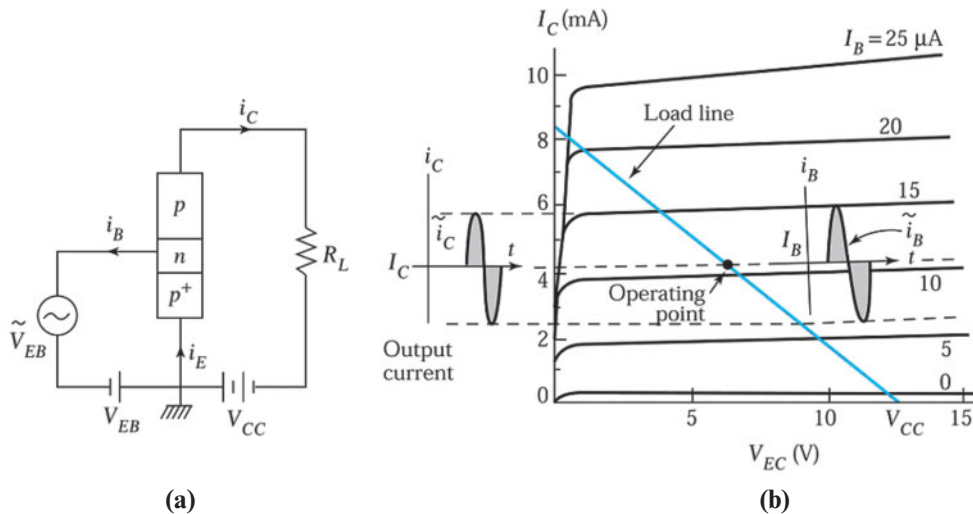 i_C
p
i_B
n
p⁺
R_L
Ṽ_EB
i_E
V_EB
V_CC
(a)
I_C (mA)
I_B = 25 μA
10
Load line
20
8
i_C
i_B
15
6
ĩ_C
I_B
ĩ_B
I_C
t
t
4
10
Operating
point
2
Output
current
5
0
0
5
10
V_CC
15
V_EC (V)
(b)